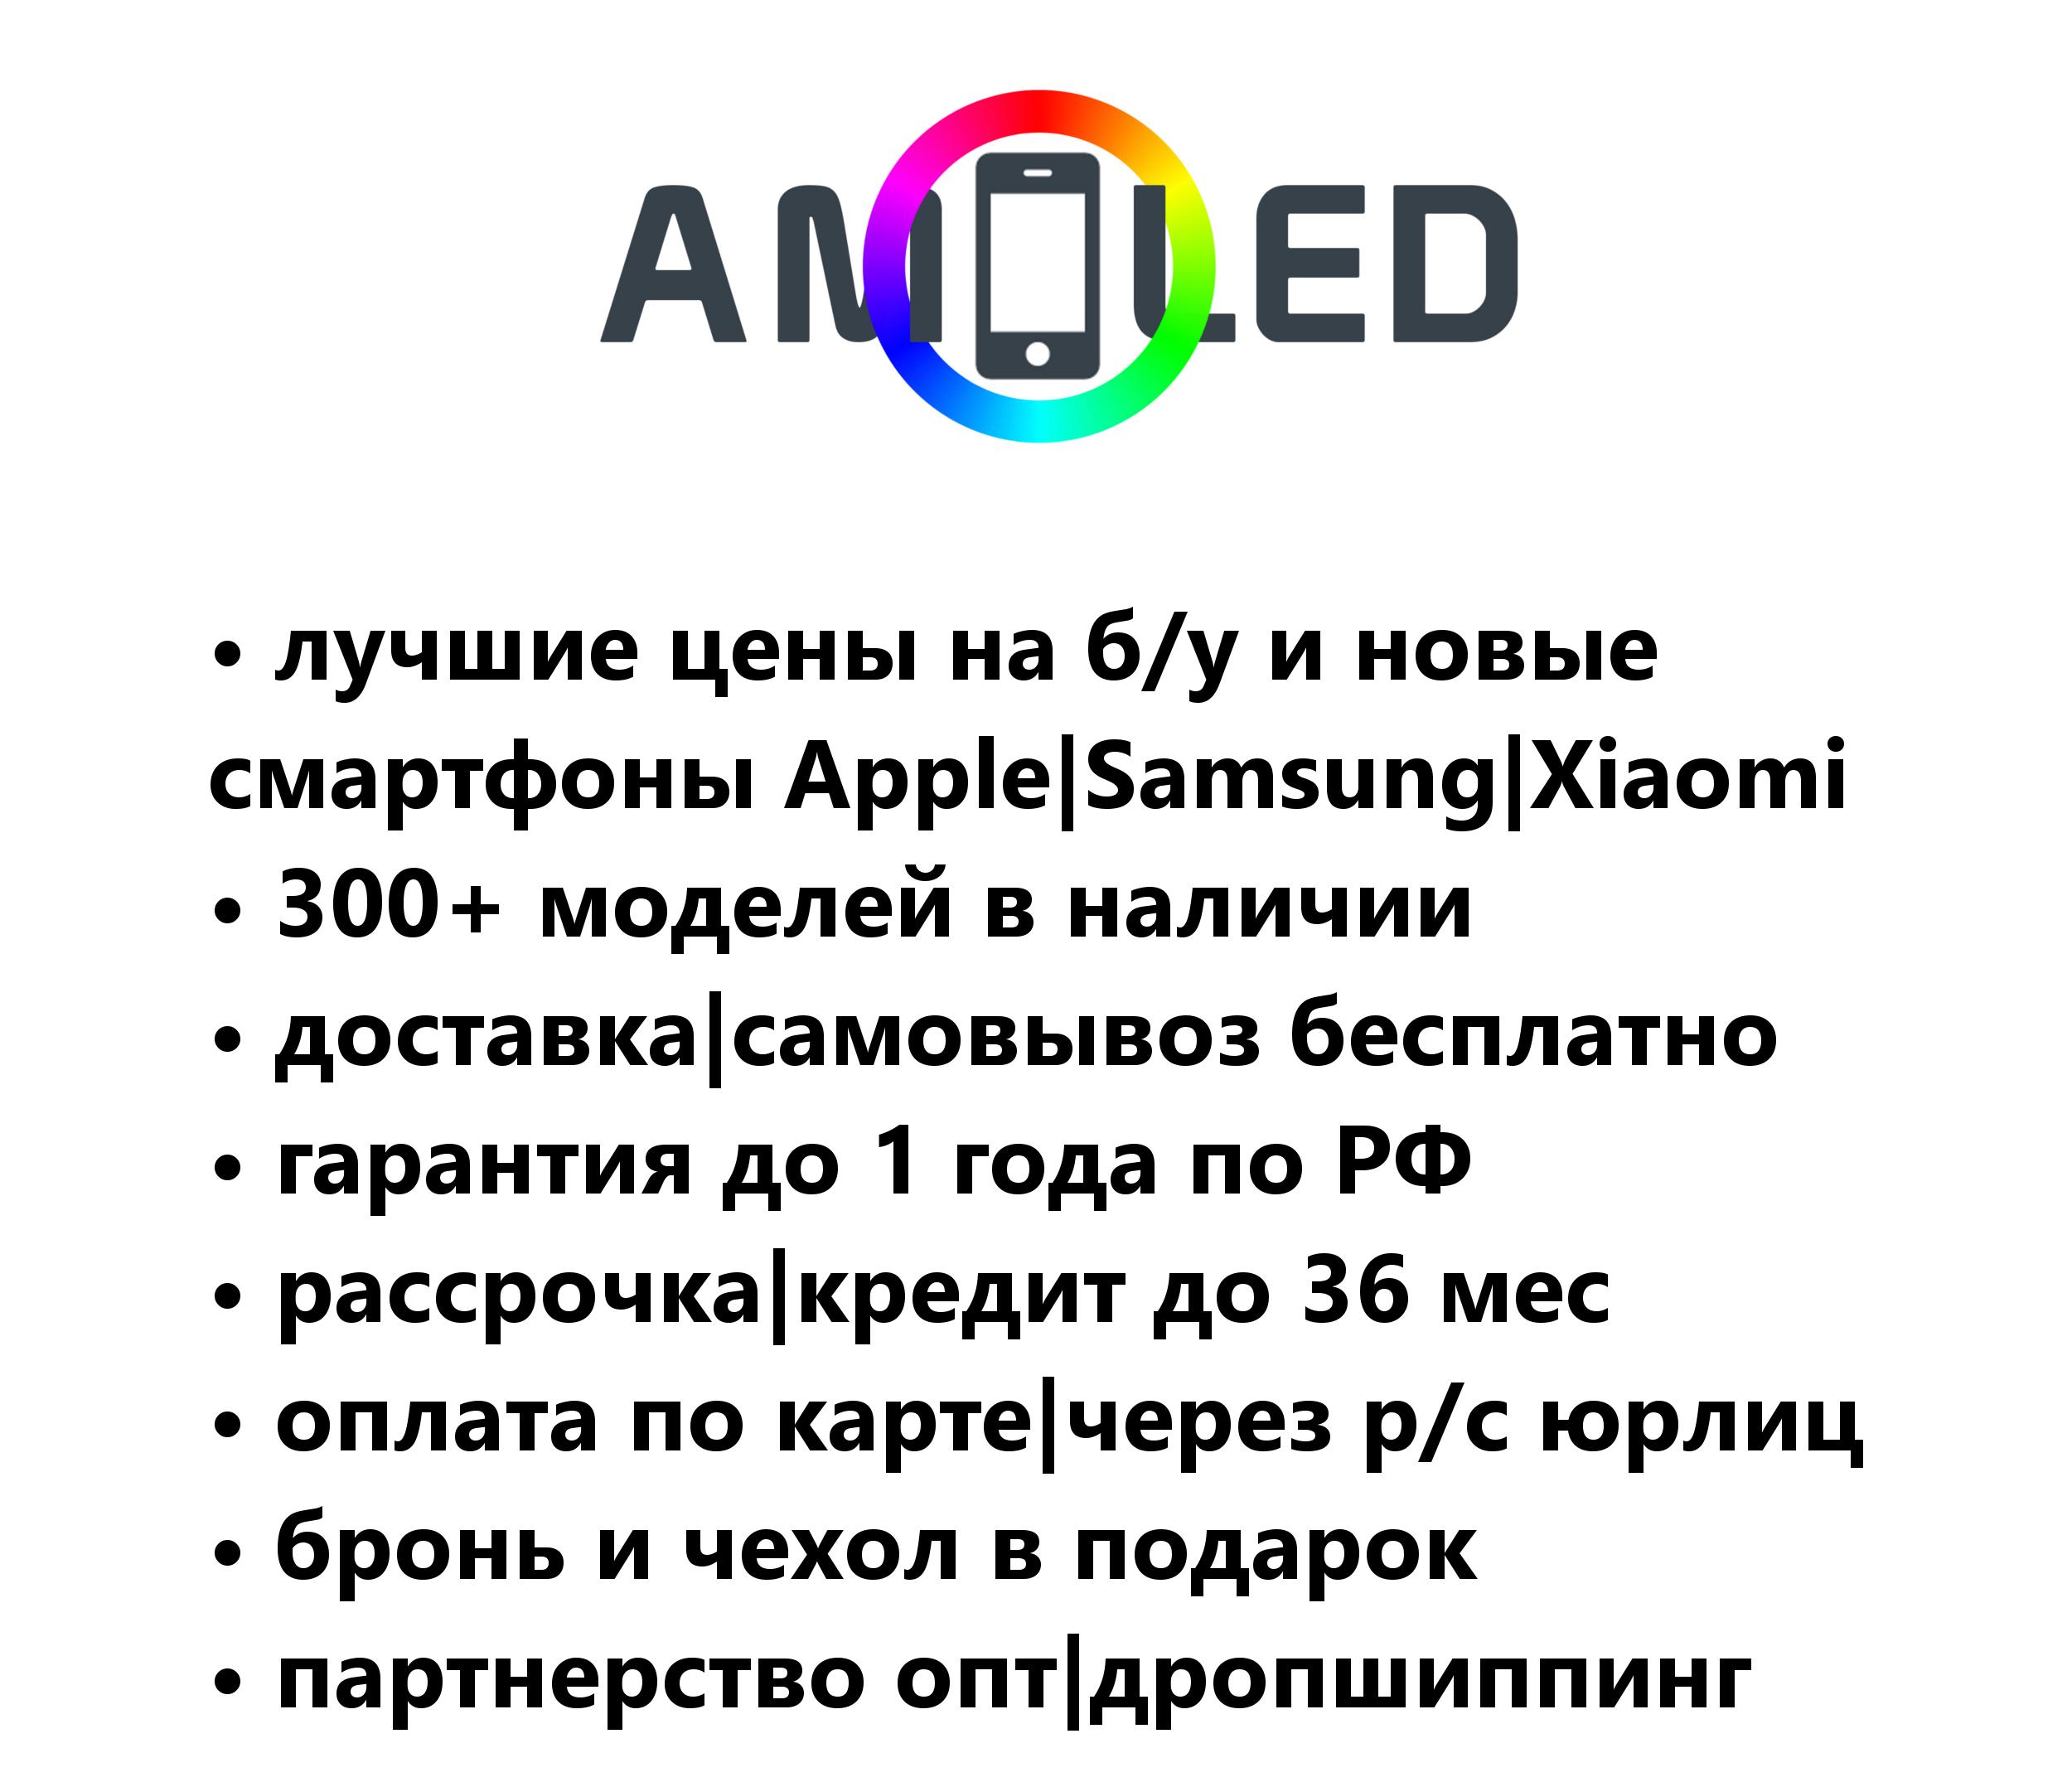 AMOLED
• лучшие цены на б/у и новые
смартфоны Apple|Samsung|Xiaomi
• 300+ моделей в наличии
• доставка|самовывоз бесплатно
• гарантия до 1 года по РФ
• рассрочка|кредит до 36 мес
• оплата по карте|через р/с юрлиц
• бронь и чехол в подарок
• партнерство опт|дропшиппинг